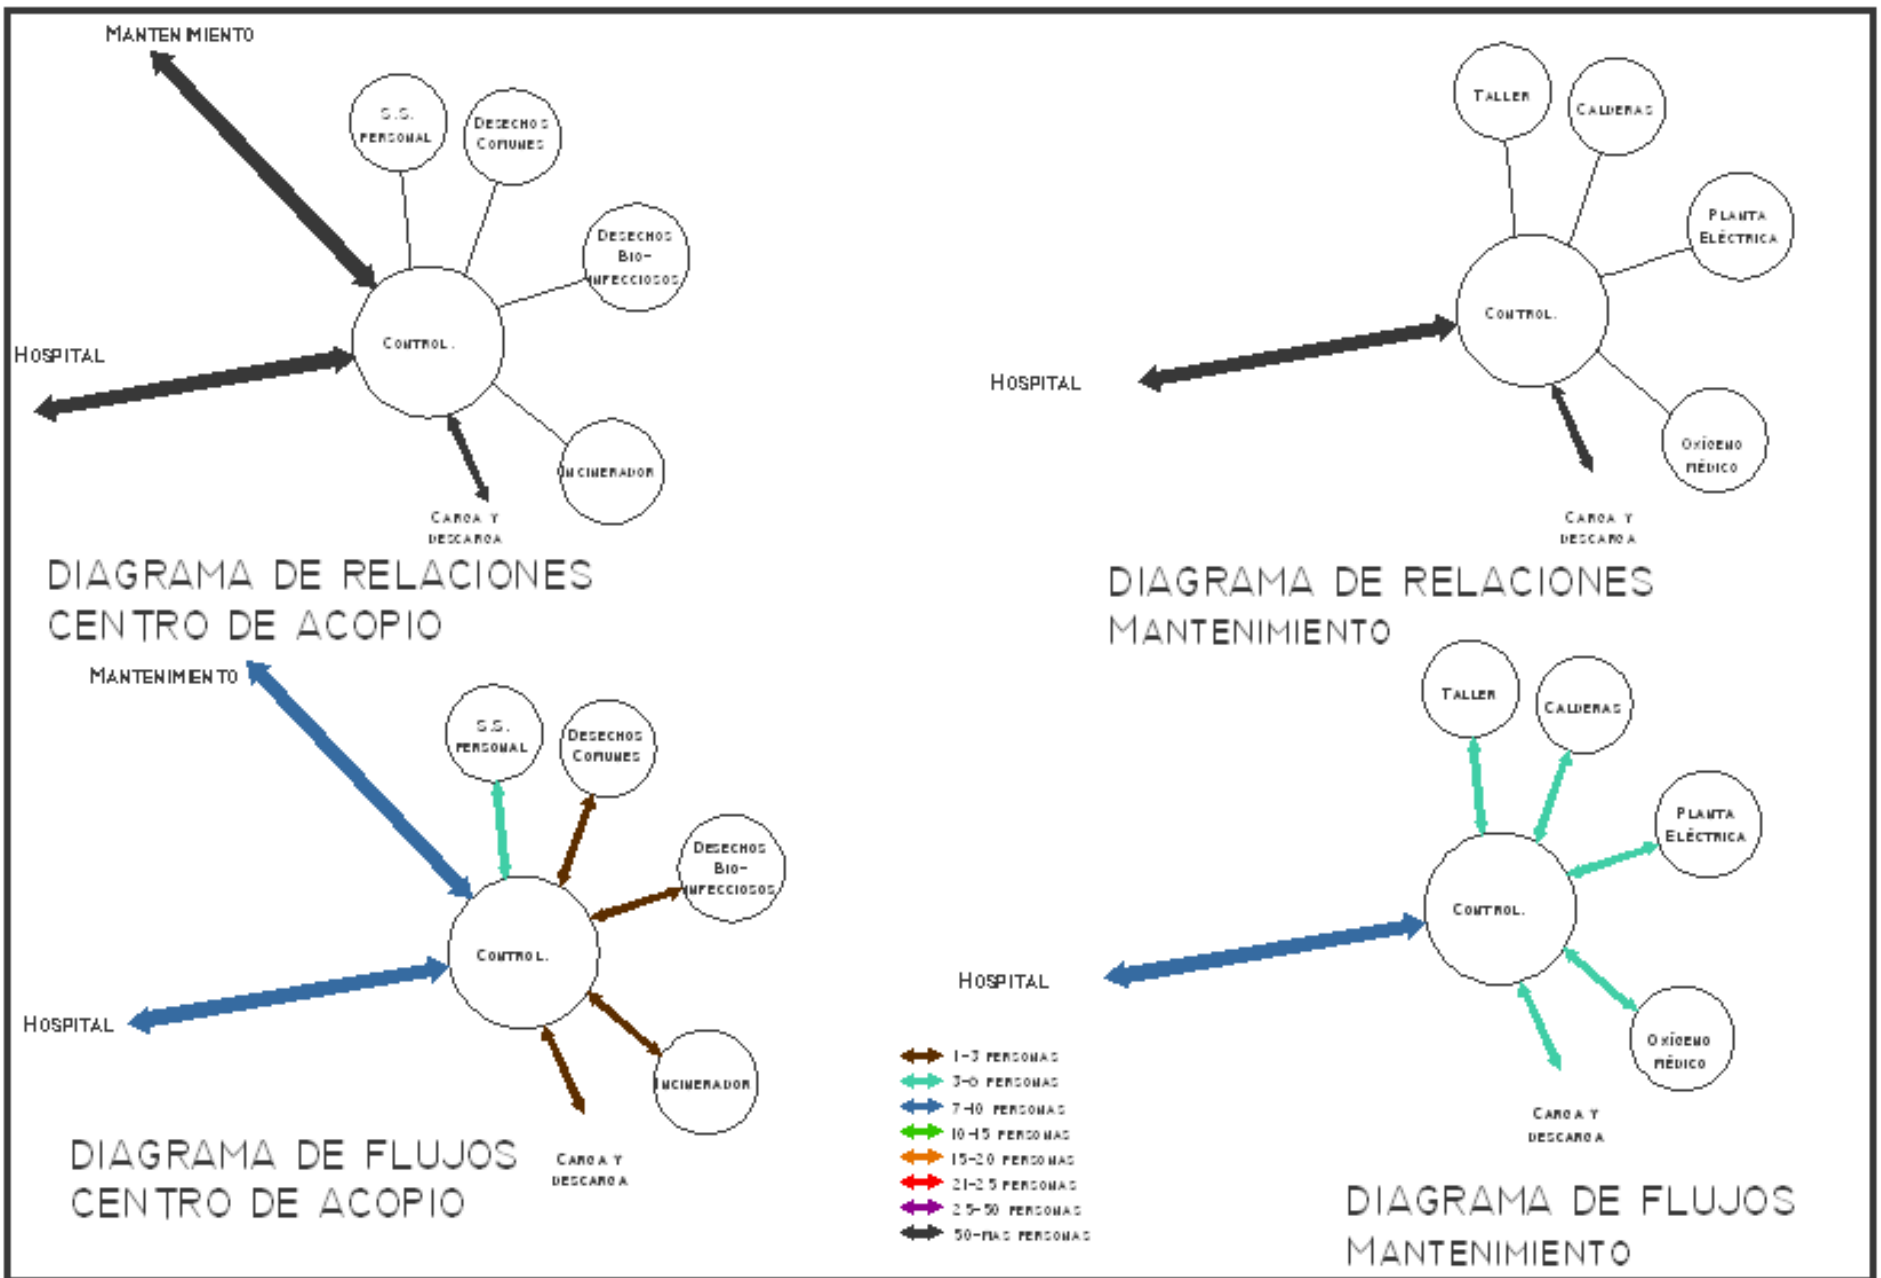 MANTENIMIENTO
S.S.
PERSONAL
DESECHOS
COMUNES
DESECHOS
BIO-
INFECCIOSOS
CONTROL.
HOSPITAL
INCINERADOR
CARGA Y
DESCARGA
DIAGRAMA DE RELACIONES
CENTRO DE ACOPIO
TALLER
CALDERAS
PLANTA
ELÉCTRICA
CONTROL.
HOSPITAL
OXÍGENO
MÉDICO
CARGA Y
DESCARGA
DIAGRAMA DE RELACIONES
MANTENIMIENTO
MANTENIMIENTO
S.S.
PERSONAL
DESECHOS
COMUNES
DESECHOS
BIO-
INFECCIOSOS
CONTROL.
HOSPITAL
INCINERADOR
CARGA Y
DESCARGA
DIAGRAMA DE FLUJOS
CENTRO DE ACOPIO
1-3 PERSONAS
3-6 PERSONAS
7-10 PERSONAS
10-15 PERSONAS
15-20 PERSONAS
21-25 PERSONAS
25-50 PERSONAS
50-MAS PERSONAS
TALLER
CALDERAS
PLANTA
ELÉCTRICA
CONTROL.
HOSPITAL
OXÍGENO
MÉDICO
CARGA Y
DESCARGA
DIAGRAMA DE FLUJOS
MANTENIMIENTO